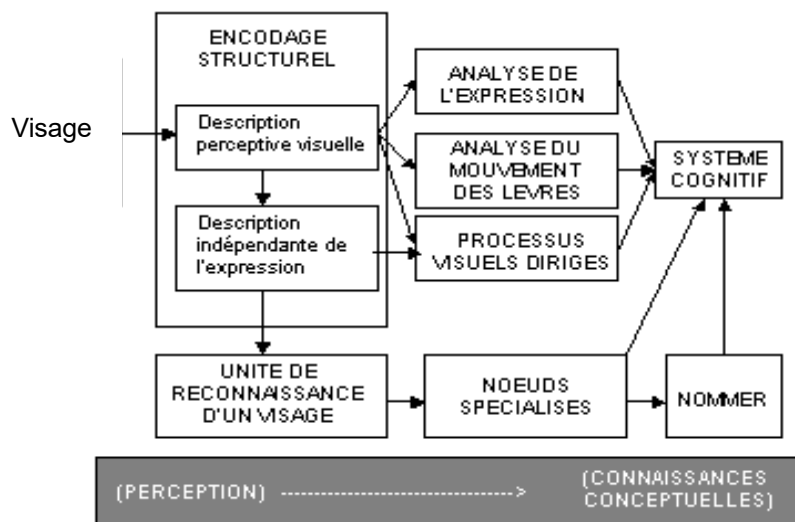 ENCODAGE
STRUCTUREL
Visage
Description
perceptive visuelle
Description
indépendante de
l'expression
ANALYSE DE
L'EXPRESSION
ANALYSE DU
MOUVEMENT
DES LEVRES
PROCESSUS
VISUELS DIRIGES
SYSTEME
COGNITIF
UNITE DE
RECONNAISSANCE
D'UN VISAGE
NOEUDS
SPECIALISES
NOMMER
(PERCEPTION) ---------------------------------->
(CONNAISSANCES
CONCEPTUELLES)